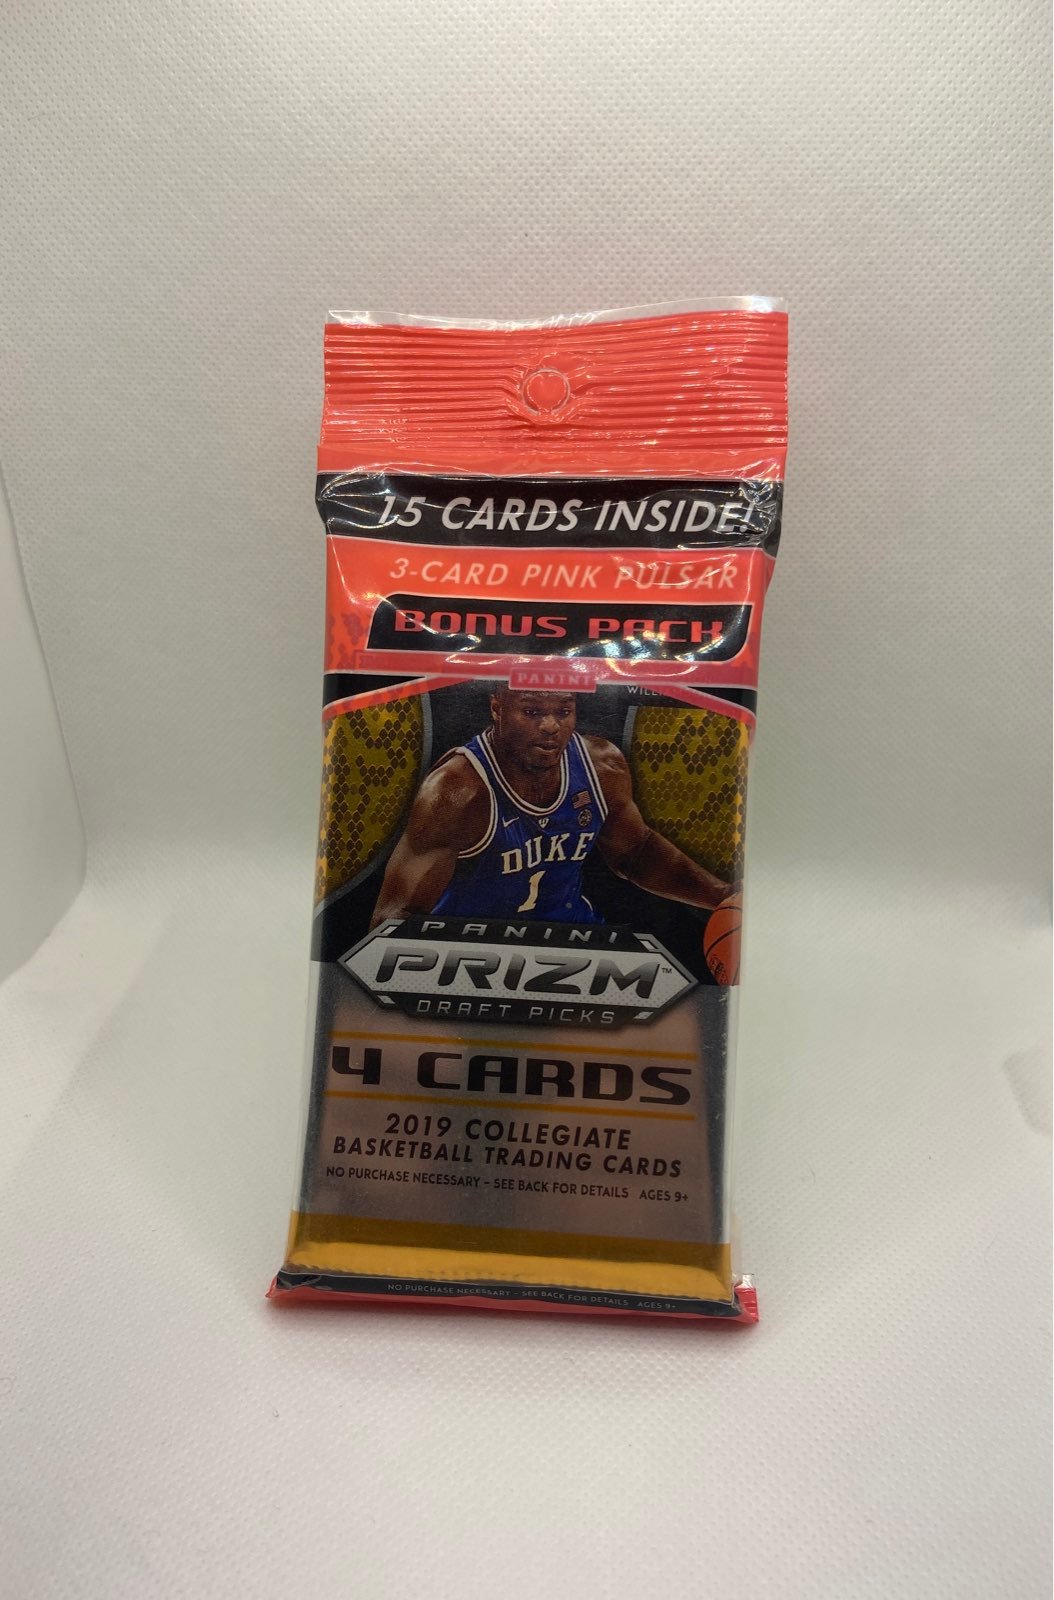 15 CARDS INSIDE!
3-CARD PINK PULSAR
BONUS PACK
PANINI
DUKE
1
PANINI
PRIZM™
DRAFT PICKS
4 CARDS
2019 COLLEGIATE
BASKETBALL TRADING CARDS
NO PURCHASE NECESSARY – SEE BACK FOR DETAILS AGES 9+
NO PURCHASE NECESSARY – SEE BACK FOR DETAILS AGES 9+